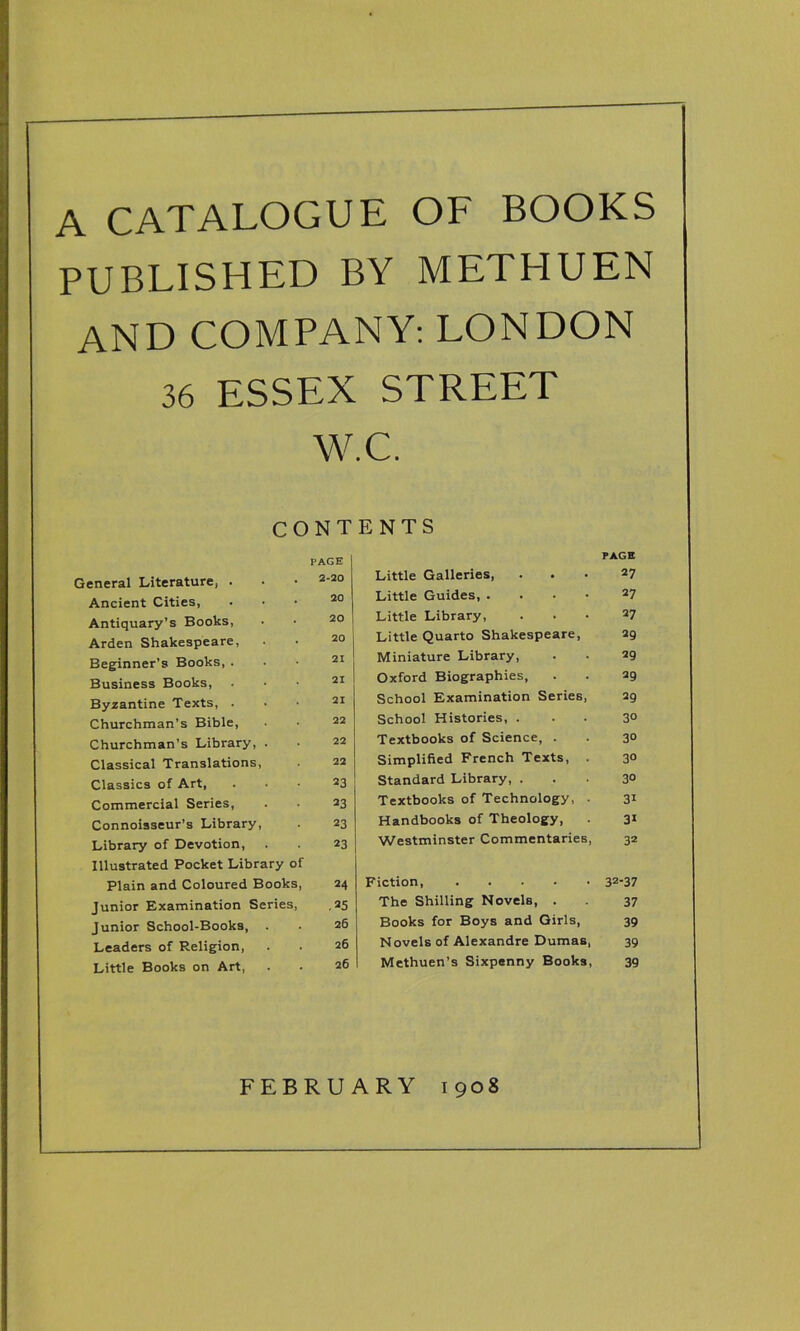 A CATALOGUE OF BOOKS
PUBLISHED BY METHUEN
AND COMPANY: LONDON
36 ESSEX STREET
W.C.
CONTENTS
PAGE
General Literature, . . . 2-20
Ancient Cities, . . . 20
Antiquary's Books, . . 20
Arden Shakespeare, . . 20
Beginner's Books, . . . 21
Business Books, . . . 21
Byzantine Texts, . . . 21
Churchman's Bible, . . 22
Churchman's Library, . . 22
Classical Translations, . 22
Classics of Art, . . . 23
Commercial Series, . . 23
Connoisseur's Library, . 23
Library of Devotion, . . 23
Illustrated Pocket Library of
Plain and Coloured Books, 24
Junior Examination Series, . 25
Junior School-Books, . . 26
Leaders of Religion, . . 26
Little Books on Art, . . 26
PAGE
Little Galleries, . . . 27
Little Guides, . . . . 27
Little Library, . . . 27
Little Quarto Shakespeare, 29
Miniature Library, . . 29
Oxford Biographies, . . 29
School Examination Series, 29
School Histories, . . . 30
Textbooks of Science, . . 30
Simplified French Texts, . 30
Standard Library, . . . 30
Textbooks of Technology, . 31
Handbooks of Theology, . 31
Westminster Commentaries, 32
Fiction, . . . . . 32-37
The Shilling Novels, . . 37
Books for Boys and Girls, 39
Novels of Alexandre Dumas, 39
Methuen's Sixpenny Books, 39
FEBRUARY 1908